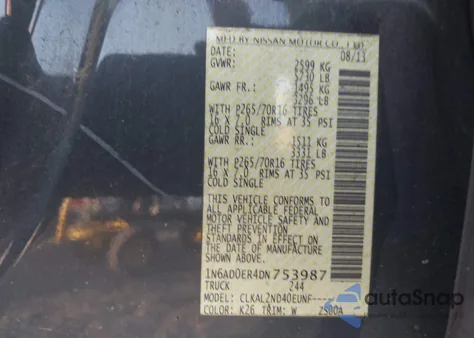 MFD BY NISSAN MOTOR CO., LTD.
DATE: 08/13
GVWR: 2599 KG
5730 LB
GAWR FR.: 1495 KG
3296 LB
WITH P265/70R16 TIRES
16 X 7.0 RIMS AT 35 PSI
COLD SINGLE
GAWR RR.: 1511 KG
3331 LB
WITH P265/70R16 TIRES
16 X 7.0 RIMS AT 35 PSI
COLD SINGLE
THIS VEHICLE CONFORMS TO
ALL APPLICABLE FEDERAL
MOTOR VEHICLE SAFETY AND
THEFT PREVENTION
STANDARDS IN EFFECT ON
THE DATE OF MANUFACTURE
SHOWN ABOVE.
1N6AD0ER4DN753987
TRUCK 244
MODEL: CLKAL2ND40EUNF-----
COLOR: K26 TRIM: W ZS00A
autoSnap